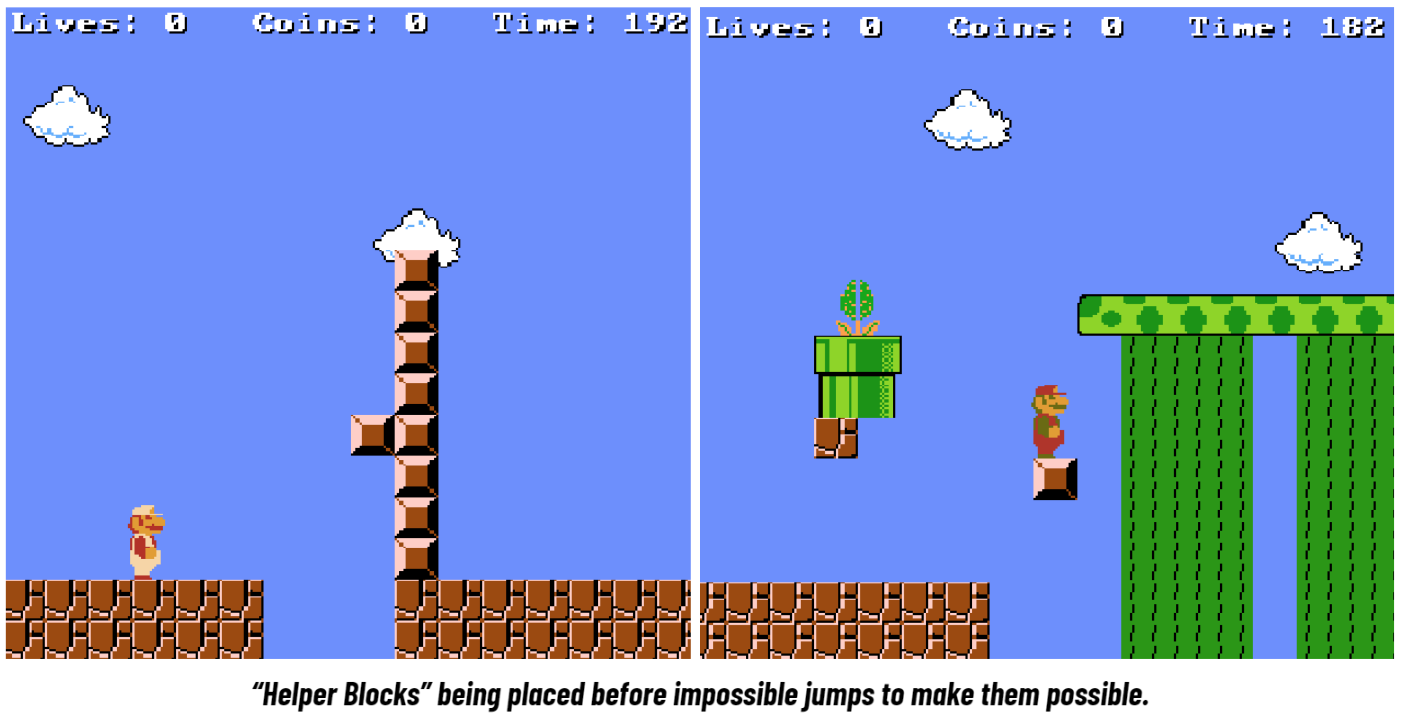 Lives: 0 Coins: 0 Time: 192
Lives: 0 Coins: 0 Time: 182
“Helper Blocks” being placed before impossible jumps to make them possible.